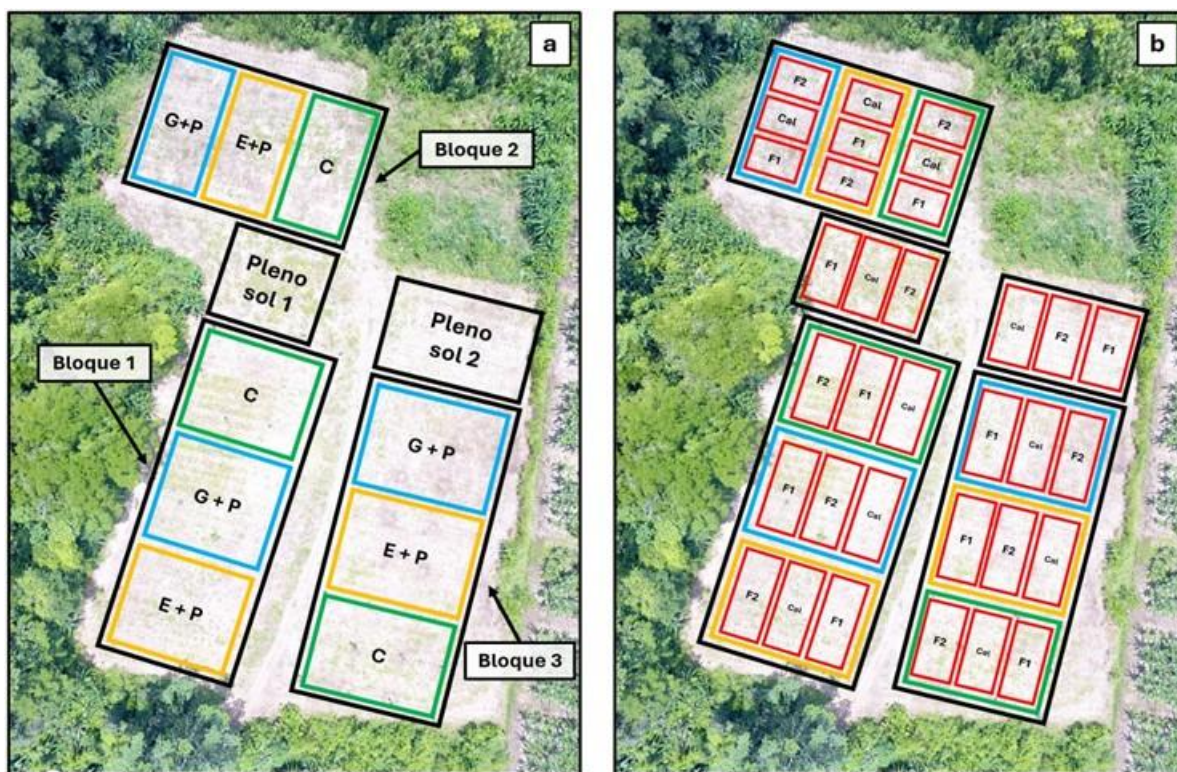 a
G+P
E+P
C
Bloque 2
Pleno
sol 1
Pleno
sol 2
Bloque 1
C
G + P
G + P
E + P
E + P
C
Bloque 3
b
F2
Cal
F1
Cal
F1
F2
F2
Cal
F1
F1
Cal
F2
Cal
F2
F1
F2
F1
Cal
F1
F2
Cal
F2
Cal
F1
F1
Cal
F2
F1
F2
Cal
F2
Cal
F1